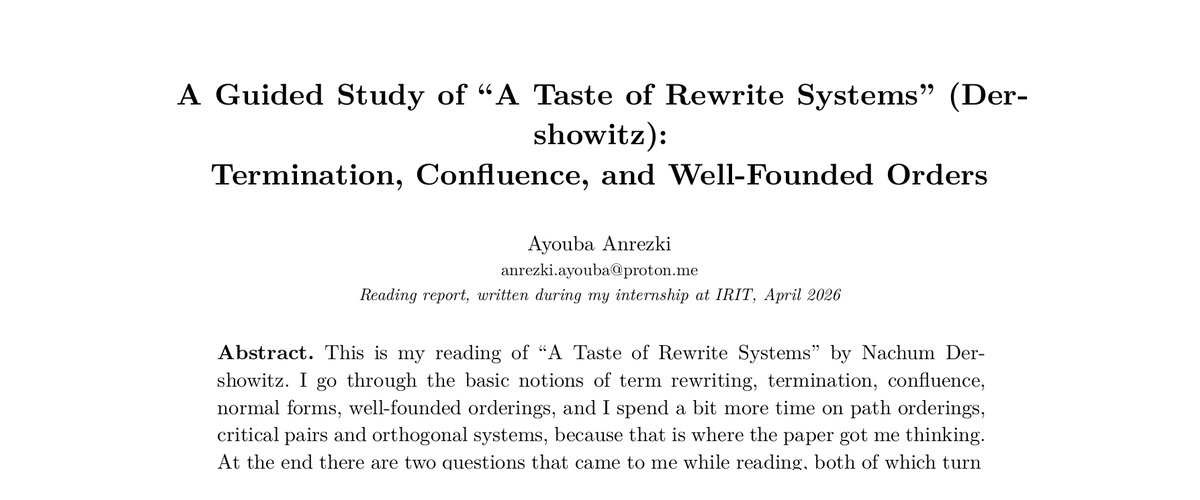 A Guided Study of “A Taste of Rewrite Systems” (Der-
showitz):
Termination, Confluence, and Well-Founded Orders
Ayouba Anrezki
anrezki.ayouba@proton.me
Reading report, written during my internship at IRIT, April 2026
Abstract. This is my reading of “A Taste of Rewrite Systems” by Nachum Der-
showitz. I go through the basic notions of term rewriting, termination, confluence,
normal forms, well-founded orderings, and I spend a bit more time on path orderings,
critical pairs and orthogonal systems, because that is where the paper got me thinking.
At the end there are two questions that came to me while reading, both of which turn